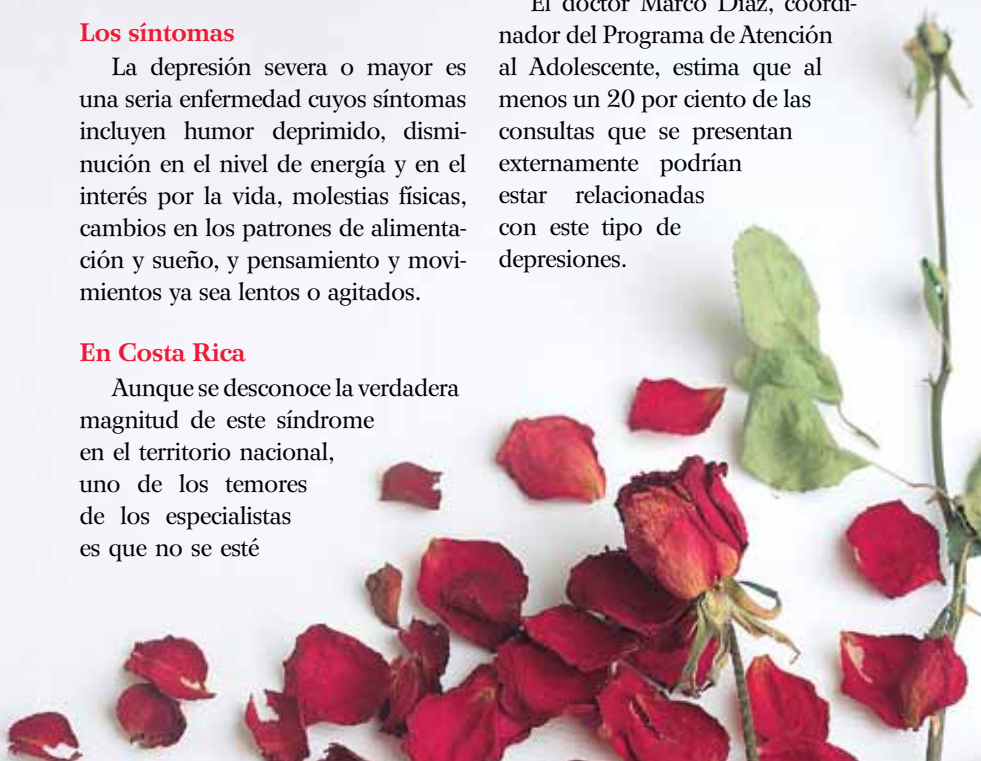 Los síntomas
La depresión severa o mayor es
una seria enfermedad cuyos síntomas
incluyen humor deprimido, dismi-
nución en el nivel de energía y en el
interés por la vida, molestias físicas,
cambios en los patrones de alimenta-
ción y sueño, y pensamiento y movi-
mientos ya sea lentos o agitados.
En Costa Rica
Aunque se desconoce la verdadera
magnitud de este síndrome
en el territorio nacional,
uno de los temores
de los especialistas
es que no se esté
El doctor Marco Díaz, coordi-
nador del Programa de Atención
al Adolescente, estima que al
menos un 20 por ciento de las
consultas que se presentan
externamente podrían
estar relacionadas
con este tipo de
depresiones.